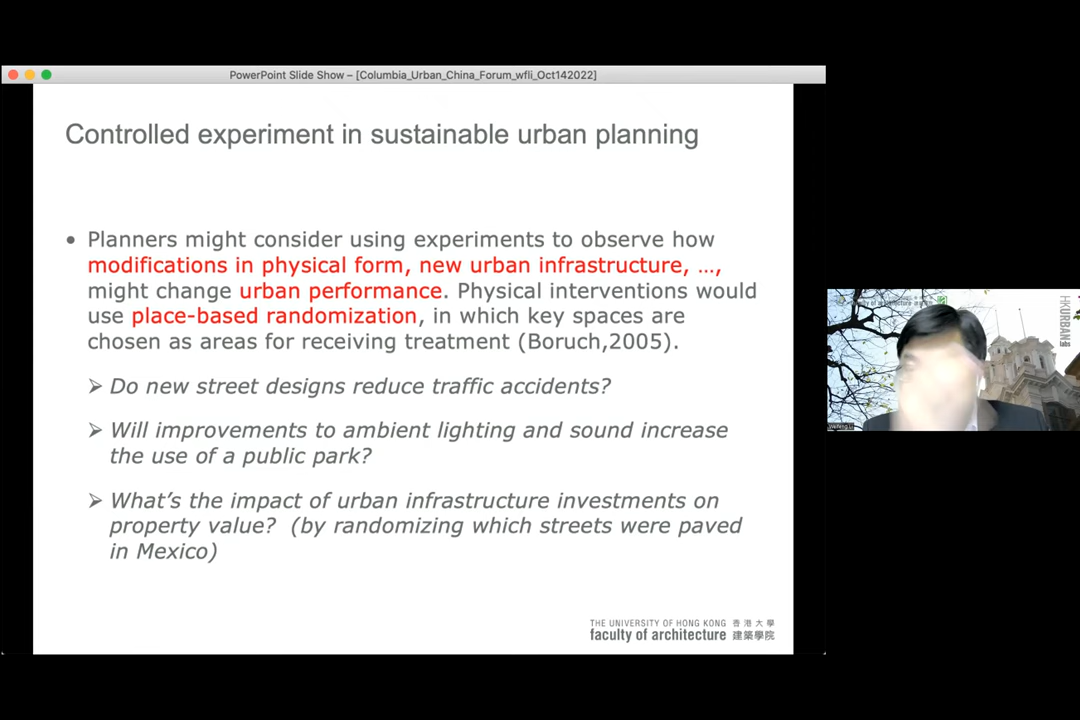 PowerPoint Slide Show – [Columbia_Urban_China_Forum_wfli_Oct142022]
Controlled experiment in sustainable urban planning
• Planners might consider using experiments to observe how
modifications in physical form, new urban infrastructure, …,
might change urban performance. Physical interventions would
use place-based randomization, in which key spaces are
chosen as areas for receiving treatment (Boruch,2005).
➢ Do new street designs reduce traffic accidents?
➢ Will improvements to ambient lighting and sound increase
the use of a public park?
➢ What’s the impact of urban infrastructure investments on
property value? (by randomizing which streets were paved
in Mexico)
THE UNIVERSITY OF HONG KONG 香港大學
faculty of architecture 建築學院
HKURBAN